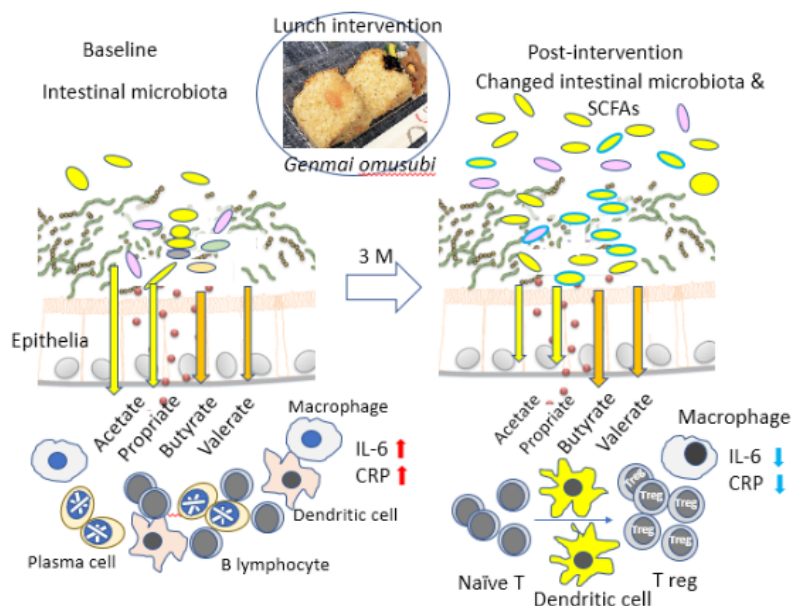 Lunch intervention
Baseline
Intestinal microbiota
Genmai omusubi
Post-intervention
Changed intestinal microbiota &
SCFAs
3 M
Epithelia
Acetate
Propriate
Butyrate
Valerate
Macrophage
IL-6
CRP
Dendritic cell
Plasma cell
B lymphocyte
Acetate
Propriate
Butyrate
Valerate
Macrophage
IL-6
CRP
Treg
Treg
Treg
Treg
Treg
Naïve T
Dendritic cell
T reg